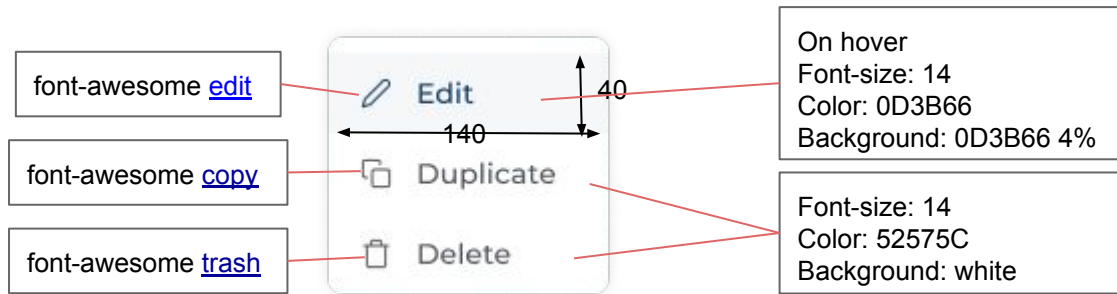 font-awesome edit
font-awesome copy
font-awesome trash
Edit
40
140
Duplicate
Delete
On hover
Font-size: 14
Color: 0D3B66
Background: 0D3B66 4%
Font-size: 14
Color: 52575C
Background: white